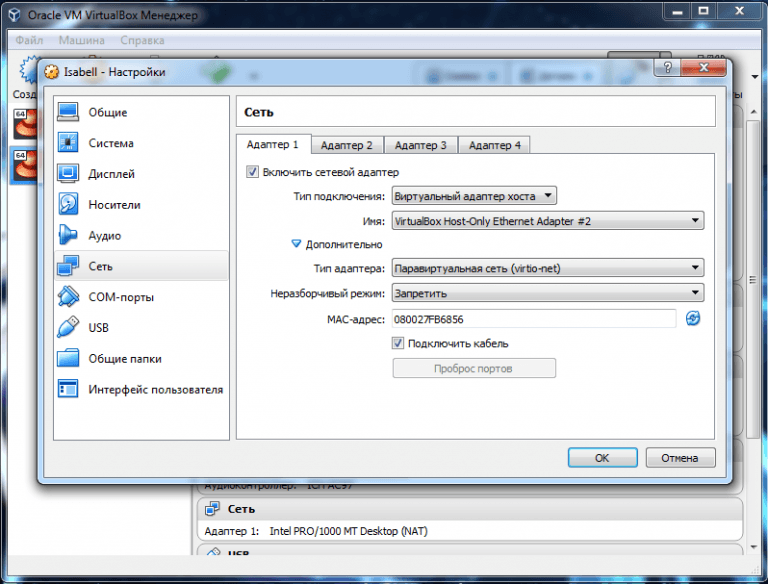 Oracle VM VirtualBox Менеджер
Файл Машина Справка
Isabell - Настройки
Созд
64
64
Общие
Система
Дисплей
Носители
Аудио
Сеть
COM-порты
USB
Общие папки
Интерфейс пользователя
Сеть
Адаптер 1 Адаптер 2 Адаптер 3 Адаптер 4
Включить сетевой адаптер
Тип подключения: Виртуальный адаптер хоста
Имя: VirtualBox Host-Only Ethernet Adapter #2
Дополнительно
Тип адаптера: Паравиртуальная сеть (virtio-net)
Неразборчивый режим: Запретить
MAC-адрес: 080027FB6856
Подключить кабель
Проброс портов
OK Отмена
Аудиоконтроллер: ICH AC97
Сеть
Адаптер 1: Intel PRO/1000 MT Desktop (NAT)
USB